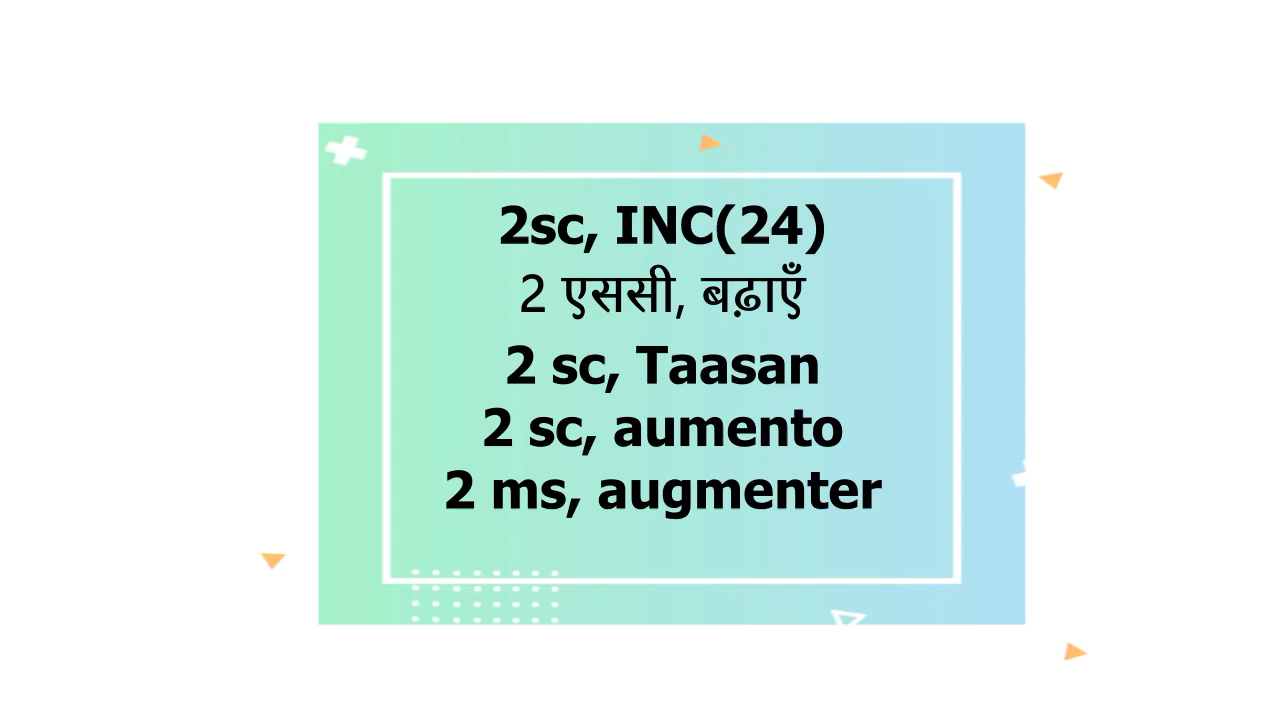 2sc, INC(24)
2 एससी, बढ़ाएँ
2 sc, Taasan
2 sc, aumento
2 ms, augmenter